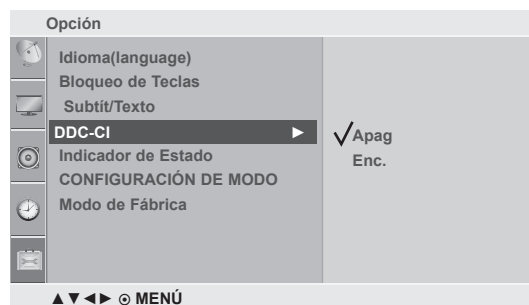 Opción
Idioma(language)
Bloqueo de Teclas
Subtít/Texto
DDC-CI ►
Indicador de Estado
CONFIGURACIÓN DE MODO
Modo de Fábrica
✓Apag
Enc.
▲▼◄► ⊙ MENÚ